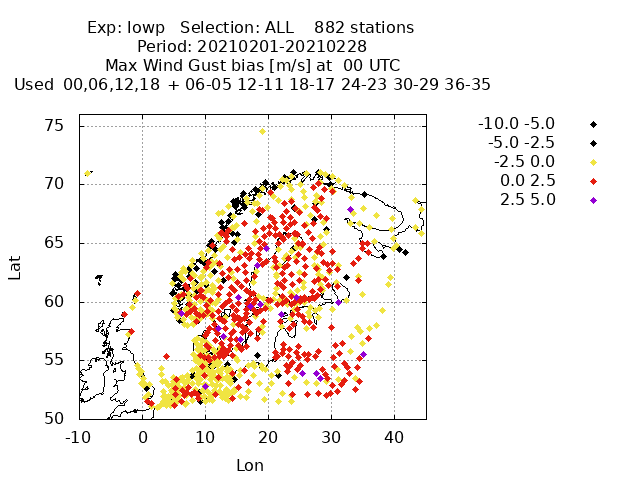 Exp: lowp   Selection: ALL    882 stations
Period: 20210201-20210228
Max Wind Gust bias [m/s] at  00 UTC
Used  00,06,12,18  + 06-05 12-11 18-17 24-23 30-29 36-35
-10.0 -5.0
-5.0 -2.5
-2.5 0.0
0.0 2.5
2.5 5.0
75
70
65
60
55
50
Lat
-10 0 10 20 30 40
Lon